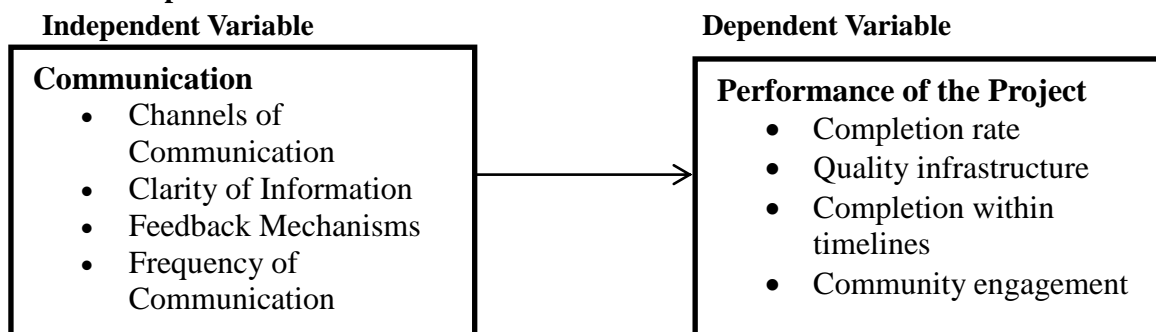 Independent Variable
Dependent Variable
Communication
• Channels of
Communication
• Clarity of Information
• Feedback Mechanisms
• Frequency of
Communication
Performance of the Project
• Completion rate
• Quality infrastructure
• Completion within
timelines
• Community engagement